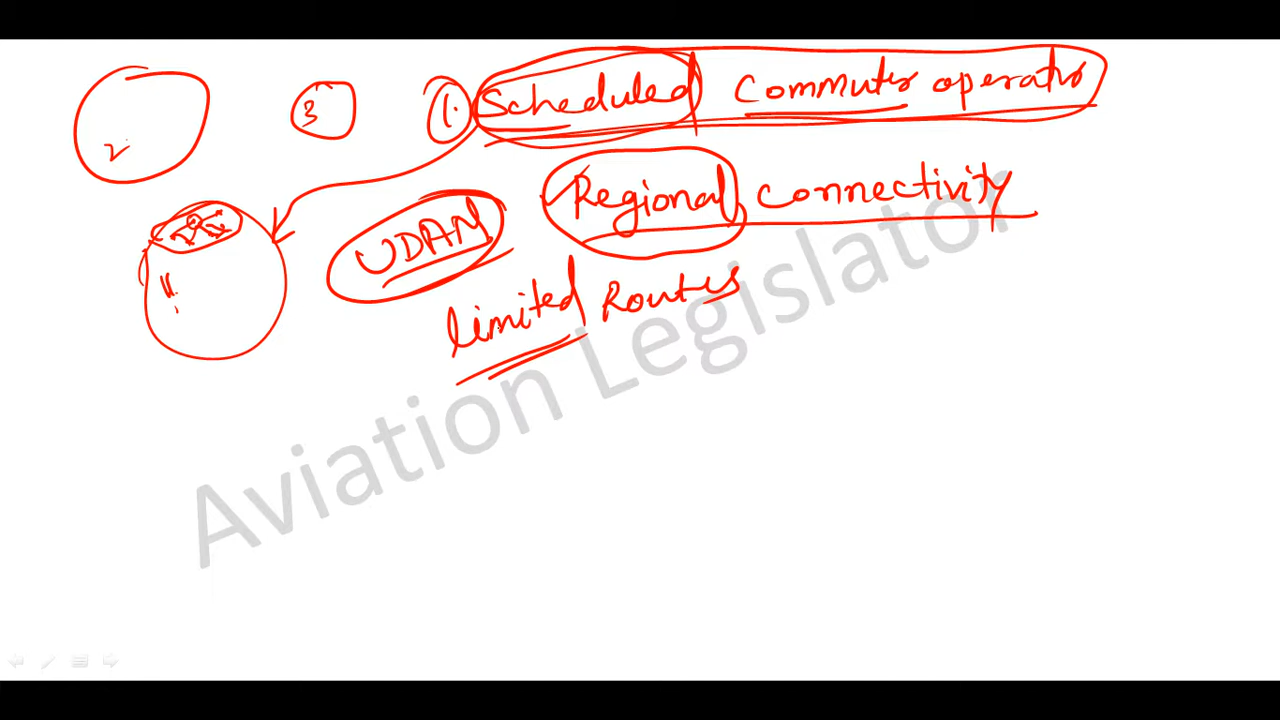 2 3 1. Scheduled Commuter operator
Regional connectivity
UDAN
limited Routes
Aviation Legislator